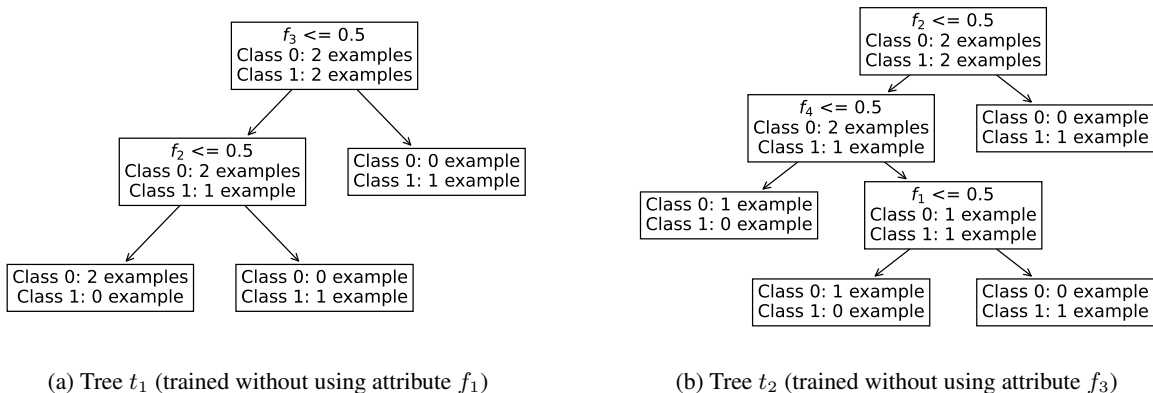 f₃ <= 0.5
Class 0: 2 examples
Class 1: 2 examples
f₂ <= 0.5
Class 0: 2 examples
Class 1: 1 example
Class 0: 0 example
Class 1: 1 example
Class 0: 2 examples
Class 1: 0 example
Class 0: 0 example
Class 1: 1 example
(a) Tree t₁ (trained without using attribute f₁)
f₂ <= 0.5
Class 0: 2 examples
Class 1: 2 examples
f₄ <= 0.5
Class 0: 2 examples
Class 1: 1 example
Class 0: 0 example
Class 1: 1 example
Class 0: 1 example
Class 1: 0 example
f₁ <= 0.5
Class 0: 1 example
Class 1: 1 example
Class 0: 1 example
Class 1: 0 example
Class 0: 0 example
Class 1: 1 example
(b) Tree t₂ (trained without using attribute f₃)